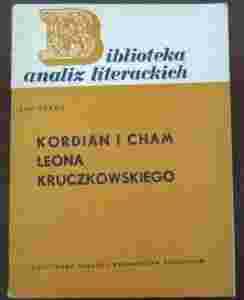 Biblioteka
analiz literackich
KORDIAN I CHAM
LEONA
KRUCZKOWSKIEGO